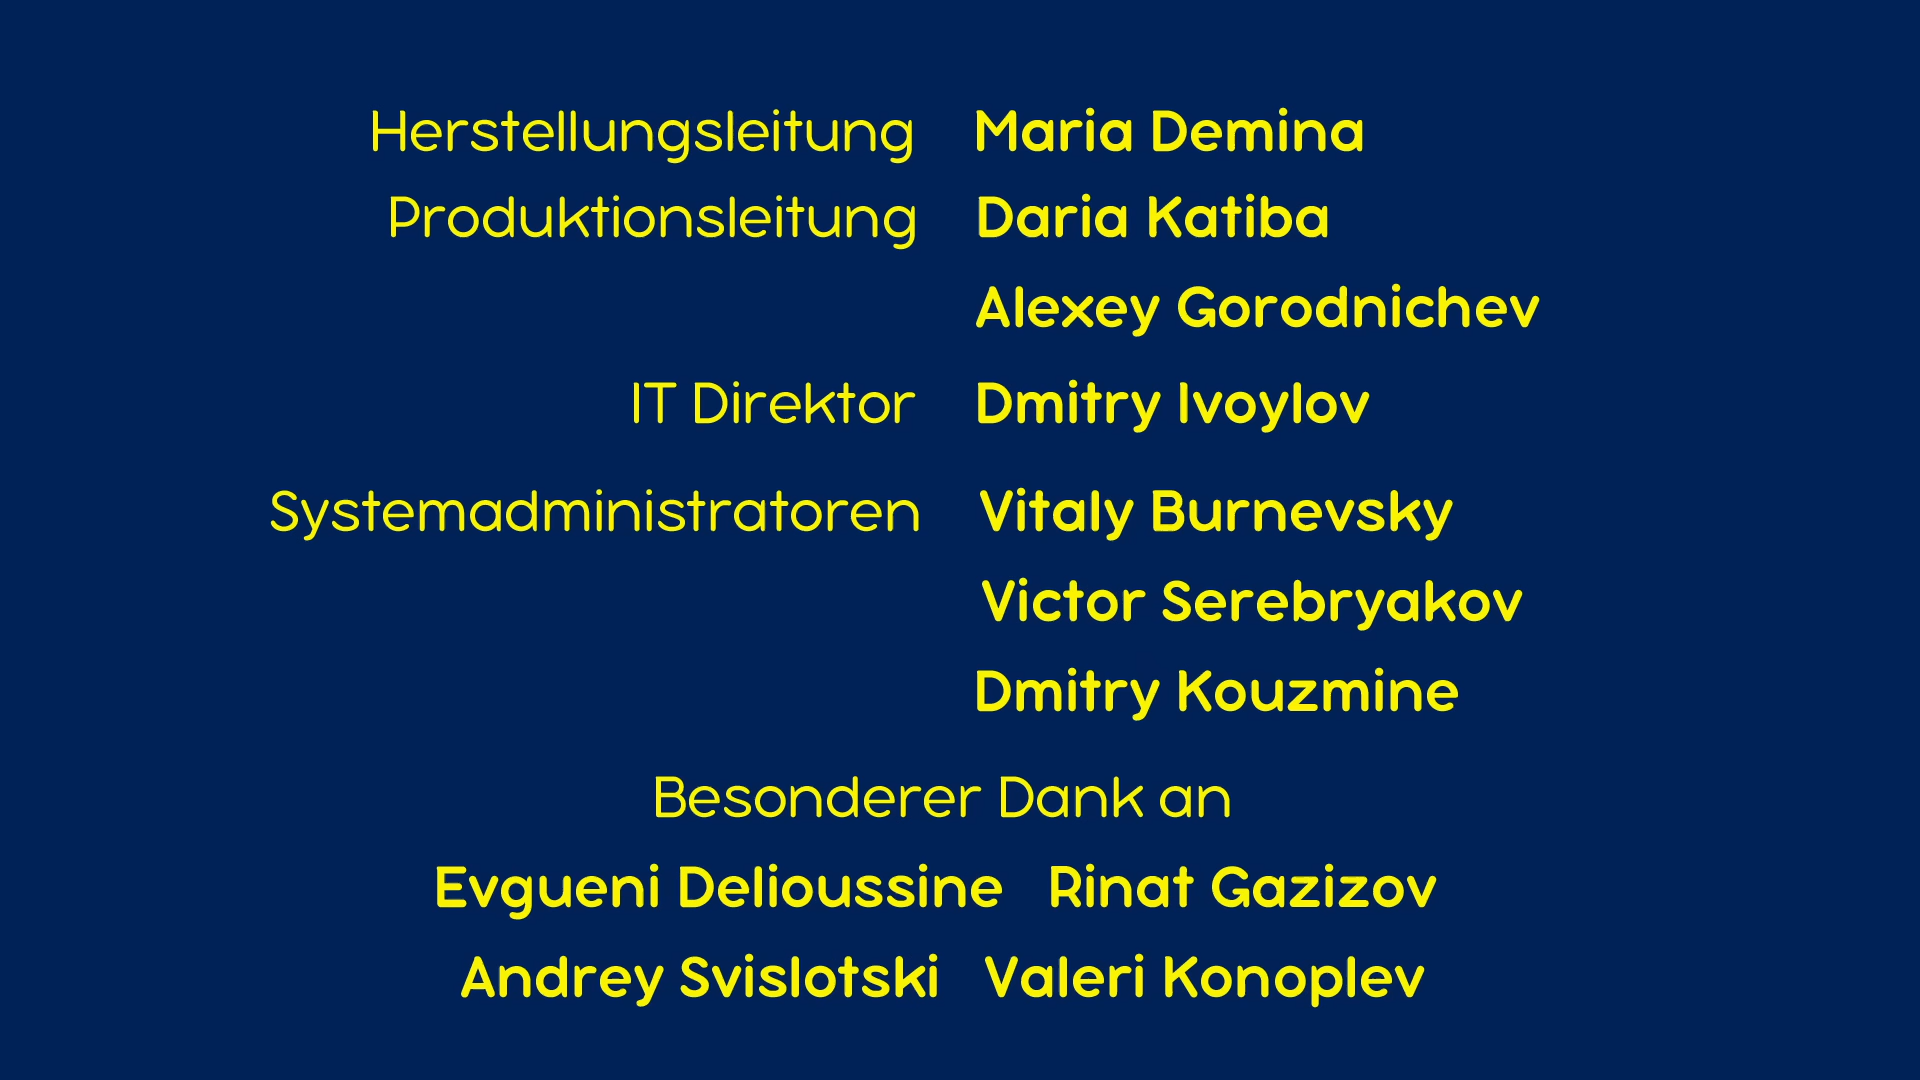 Herstellungsleitung Maria Demina
Produktionsleitung Daria Katiba
Alexey Gorodnichev
IT Direktor Dmitry Ivoylov
Systemadministratoren Vitaly Burnevsky
Victor Serebryakov
Dmitry Kouzmine
Besonderer Dank an
Evgueni Delioussine Rinat Gazizov
Andrey Svislotski Valeri Konoplev